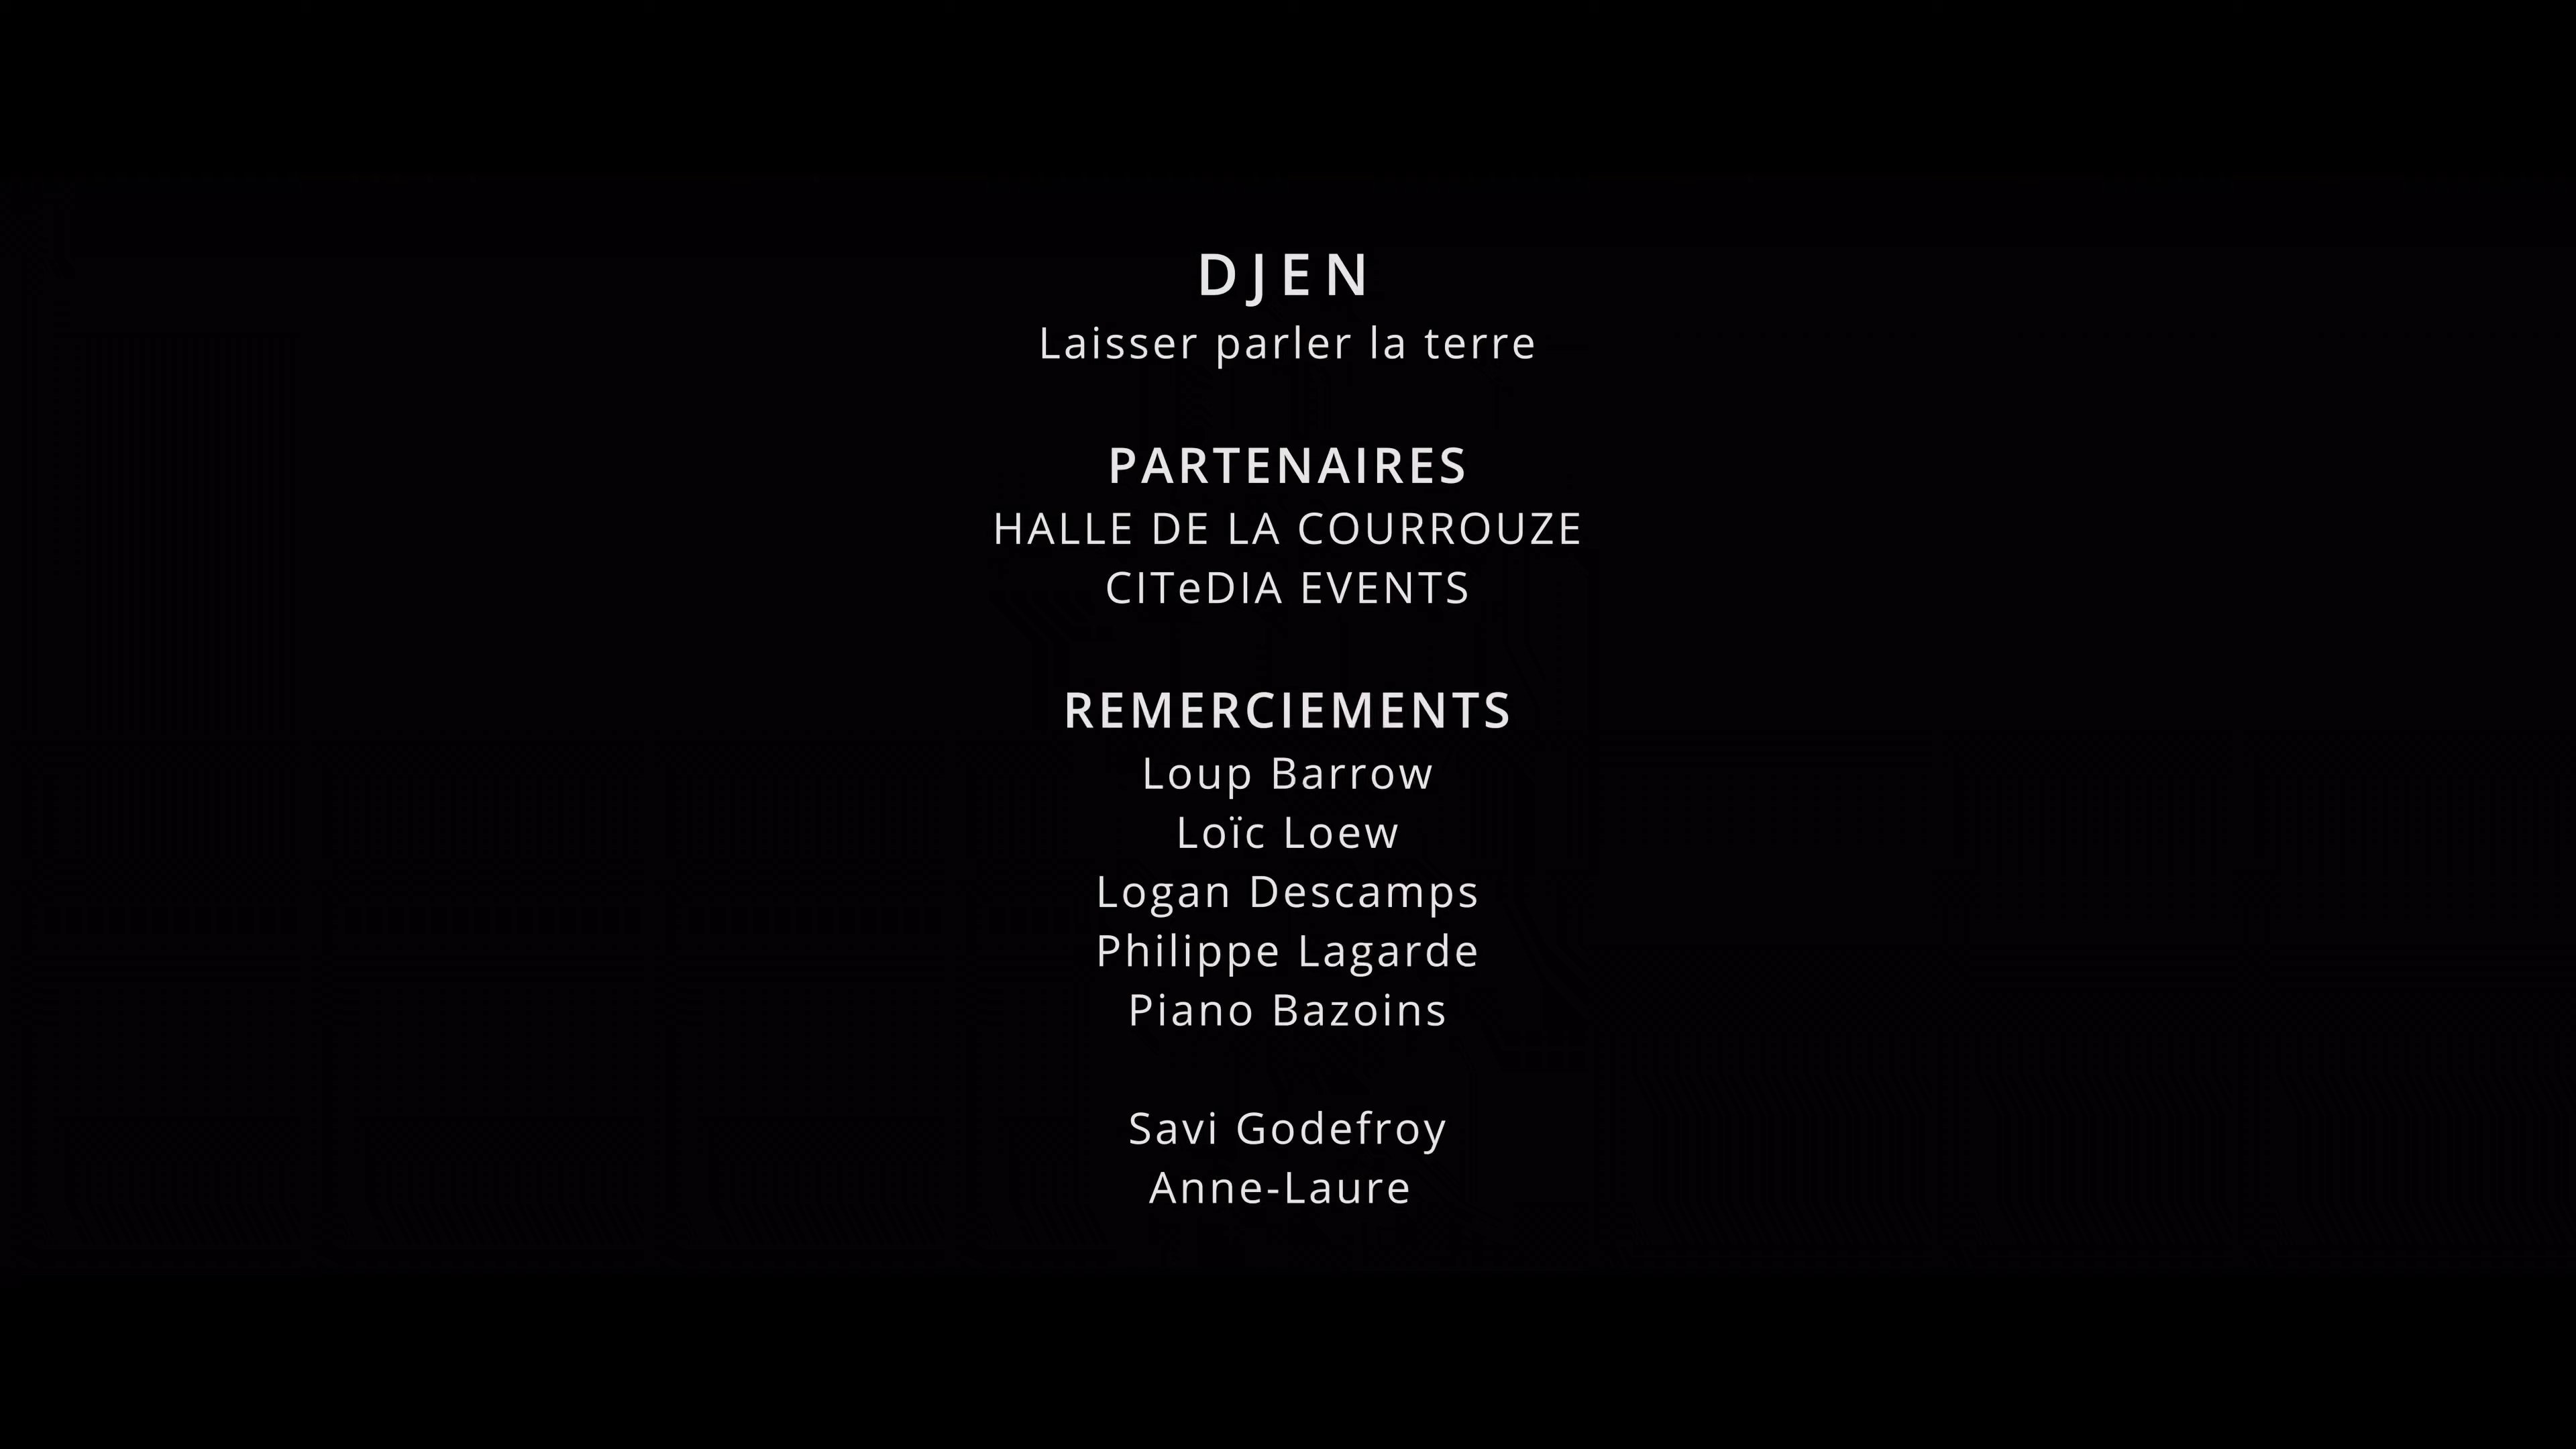 DJEN
Laisser parler la terre
PARTENAIRES
HALLE DE LA COURROUZE
CITeDIA EVENTS
REMERCIEMENTS
Loup Barrow
Loïc Loew
Logan Descamps
Philippe Lagarde
Piano Bazoins
Savi Godefroy
Anne-Laure